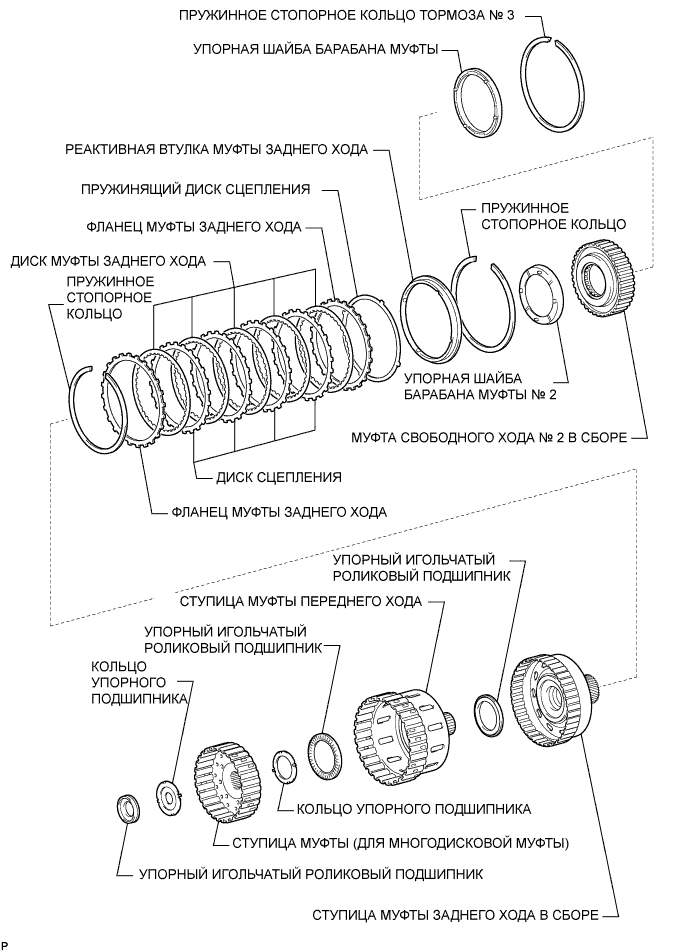 ПРУЖИННОЕ СТОПОРНОЕ КОЛЬЦО ТОРМОЗА № 3
УПОРНАЯ ШАЙБА БАРАБАНА МУФТЫ
РЕАКТИВНАЯ ВТУЛКА МУФТЫ ЗАДНЕГО ХОДА
ПРУЖИНЯЩИЙ ДИСК СЦЕПЛЕНИЯ
ПРУЖИННОЕ
СТОПОРНОЕ КОЛЬЦО
ФЛАНЕЦ МУФТЫ ЗАДНЕГО ХОДА
ДИСК МУФТЫ ЗАДНЕГО ХОДА
ПРУЖИННОЕ
СТОПОРНОЕ
КОЛЬЦО
УПОРНАЯ ШАЙБА
БАРАБАНА МУФТЫ № 2
МУФТА СВОБОДНОГО ХОДА № 2 В СБОРЕ
ДИСК СЦЕПЛЕНИЯ
ФЛАНЕЦ МУФТЫ ЗАДНЕГО ХОДА
УПОРНЫЙ ИГОЛЬЧАТЫЙ
РОЛИКОВЫЙ ПОДШИПНИК
СТУПИЦА МУФТЫ ПЕРЕДНЕГО ХОДА
УПОРНЫЙ ИГОЛЬЧАТЫЙ
РОЛИКОВЫЙ ПОДШИПНИК
КОЛЬЦО
УПОРНОГО
ПОДШИПНИКА
КОЛЬЦО УПОРНОГО ПОДШИПНИКА
СТУПИЦА МУФТЫ (ДЛЯ МНОГОДИСКОВОЙ МУФТЫ)
УПОРНЫЙ ИГОЛЬЧАТЫЙ РОЛИКОВЫЙ ПОДШИПНИК
СТУПИЦА МУФТЫ ЗАДНЕГО ХОДА В СБОРЕ
P